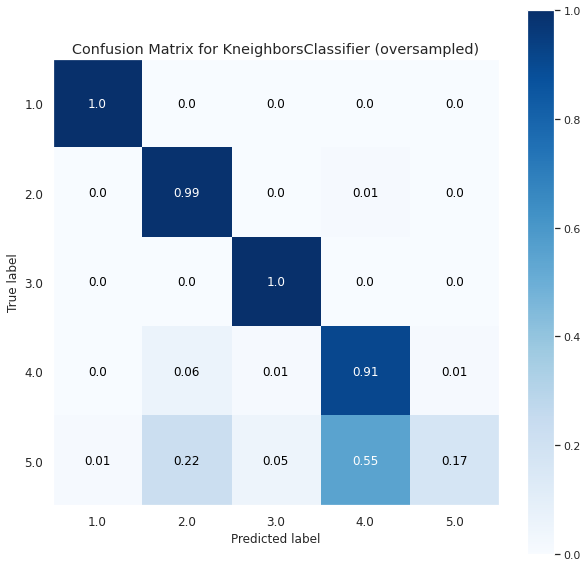 Confusion Matrix for KneighborsClassifier (oversampled)
1.0 1.0 0.0 0.0 0.0 0.0
2.0 0.0 0.99 0.0 0.01 0.0
3.0 0.0 0.0 1.0 0.0 0.0
4.0 0.0 0.06 0.01 0.91 0.01
5.0 0.01 0.22 0.05 0.55 0.17
1.0 2.0 3.0 4.0 5.0
Predicted label
True label
1.0
0.8
0.6
0.4
0.2
0.0